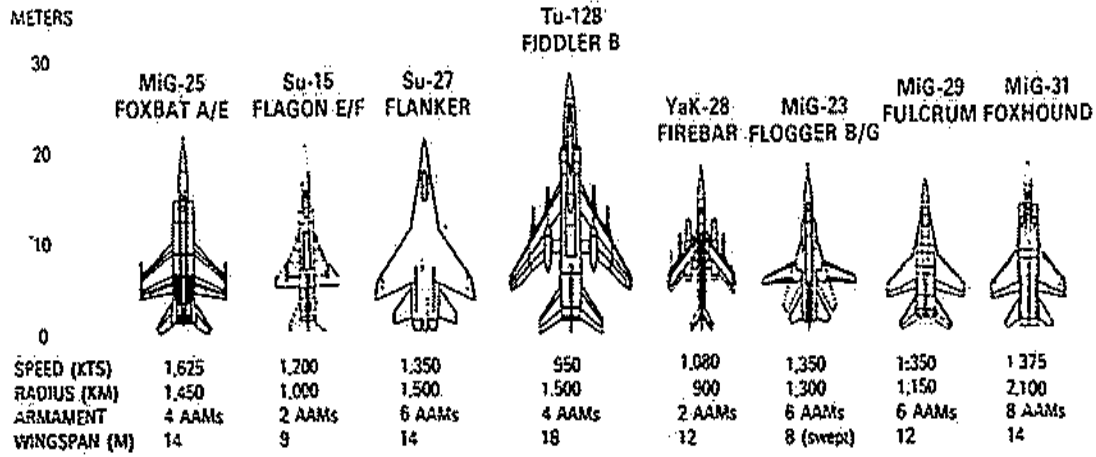 METERS
Tu-128
FIDDLER B
30
MiG-25
FOXBAT A/E
Su-15
FLAGON E/F
Su-27
FLANKER
YaK-28
FIREBAR
MiG-23
FLOGGER B/G
MiG-29
FULCRUM
MiG-31
FOXHOUND
20
10
0
SPEED (KTS) 1,625 1,200 1,350 950 1,080 1,350 1,350 1,375
RADIUS (KM) 1,450 1,000 1,500 1,500 900 1,300 1,150 2,100
ARMAMENT 4 AAMs 2 AAMs 6 AAMs 4 AAMs 2 AAMs 6 AAMs 6 AAMs 8 AAMs
WINGSPAN (M) 14 9 14 18 12 8 (swept) 12 14